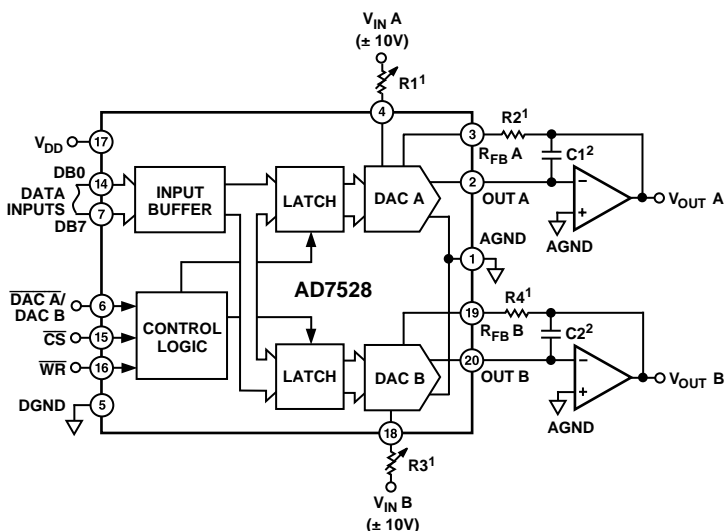 V_IN A
(± 10V)
R1¹
4
17
V_DD
3
R2¹
R_FB A
C1²
DB0
14
DATA
INPUTS
7
DB7
INPUT
BUFFER
LATCH
DAC A
2
OUT A
−
+
V_OUT A
AGND
AGND
1
AD7528
DAC A/
DAC B
6
CS
15
WR
16
CONTROL
LOGIC
DGND
5
19
R4¹
R_FB B
C2²
LATCH
DAC B
20
OUT B
−
+
V_OUT B
AGND
18
R3¹
V_IN B
(± 10V)